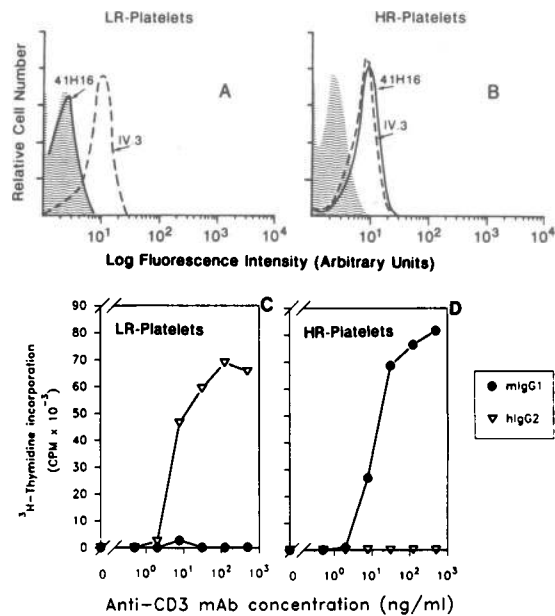 LR-Platelets
HR-Platelets
Relative Cell Number
41H16
A
IV.3
41H16
B
IV.3
10¹ 10² 10³ 10⁴
10¹ 10² 10³ 10⁴
Log Fluorescence Intensity (Arbitrary Units)
³H-Thymidine incorporation
(CPM x 10⁻³)
90
80
70
60
50
40
30
20
10
0
C
LR-Platelets
D
HR-Platelets
mIgG1
hIgG2
0 10⁰ 10¹ 10² 10³
0 10⁰ 10¹ 10² 10³
Anti-CD3 mAb concentration (ng/ml)